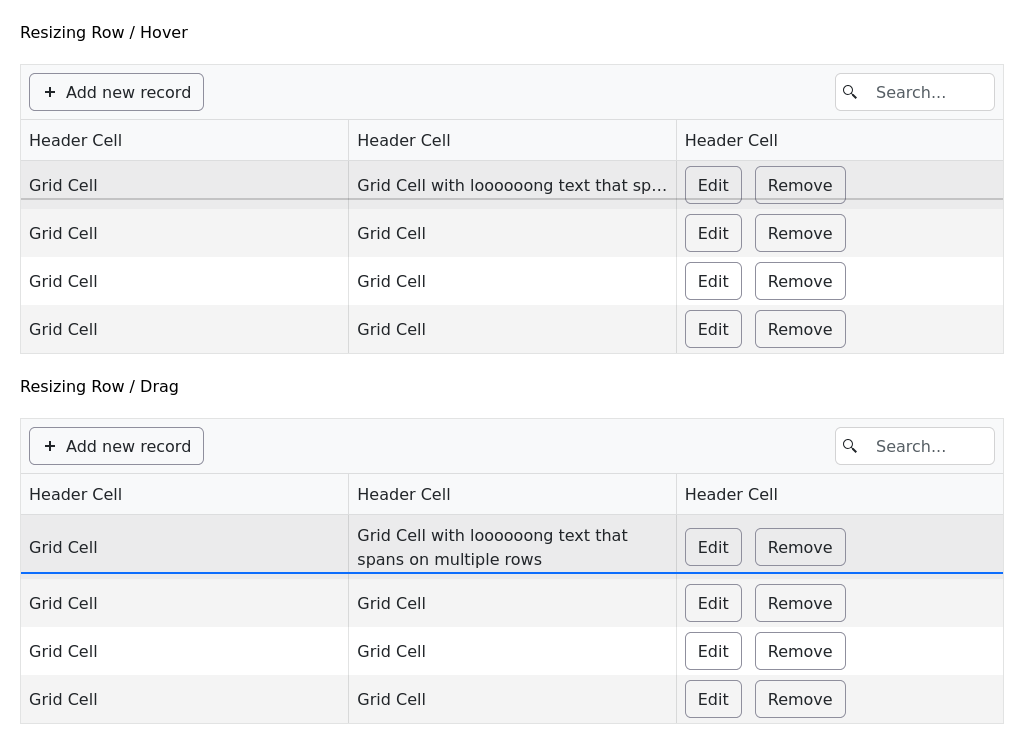 Resizing Row / Hover
Add new record
Search...
Header Cell Header Cell Header Cell
Grid Cell Grid Cell with loooooong text that sp... Edit Remove
Grid Cell Grid Cell Edit Remove
Grid Cell Grid Cell Edit Remove
Grid Cell Grid Cell Edit Remove
Resizing Row / Drag
Add new record
Search...
Header Cell Header Cell Header Cell
Grid Cell Grid Cell with loooooong text that
spans on multiple rows Edit Remove
Grid Cell Grid Cell Edit Remove
Grid Cell Grid Cell Edit Remove
Grid Cell Grid Cell Edit Remove